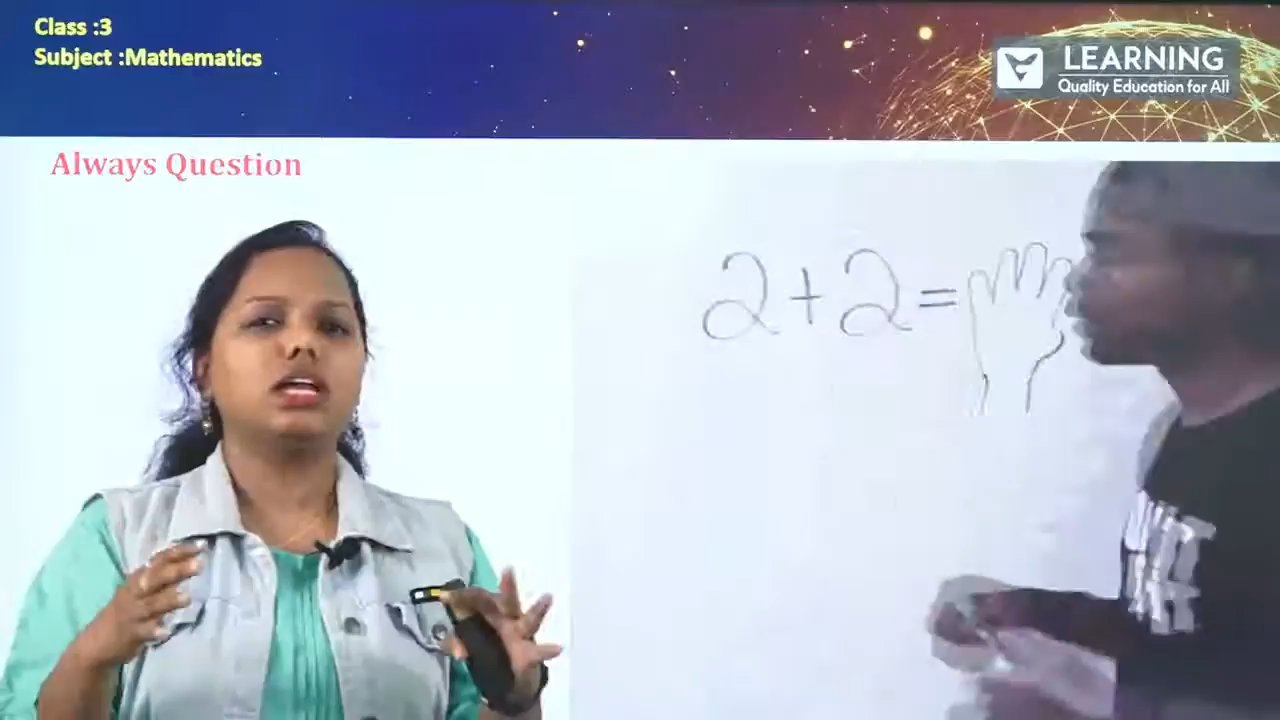 Class :3
Subject :Mathematics
LEARNING
Quality Education for All
Always Question
2+2=